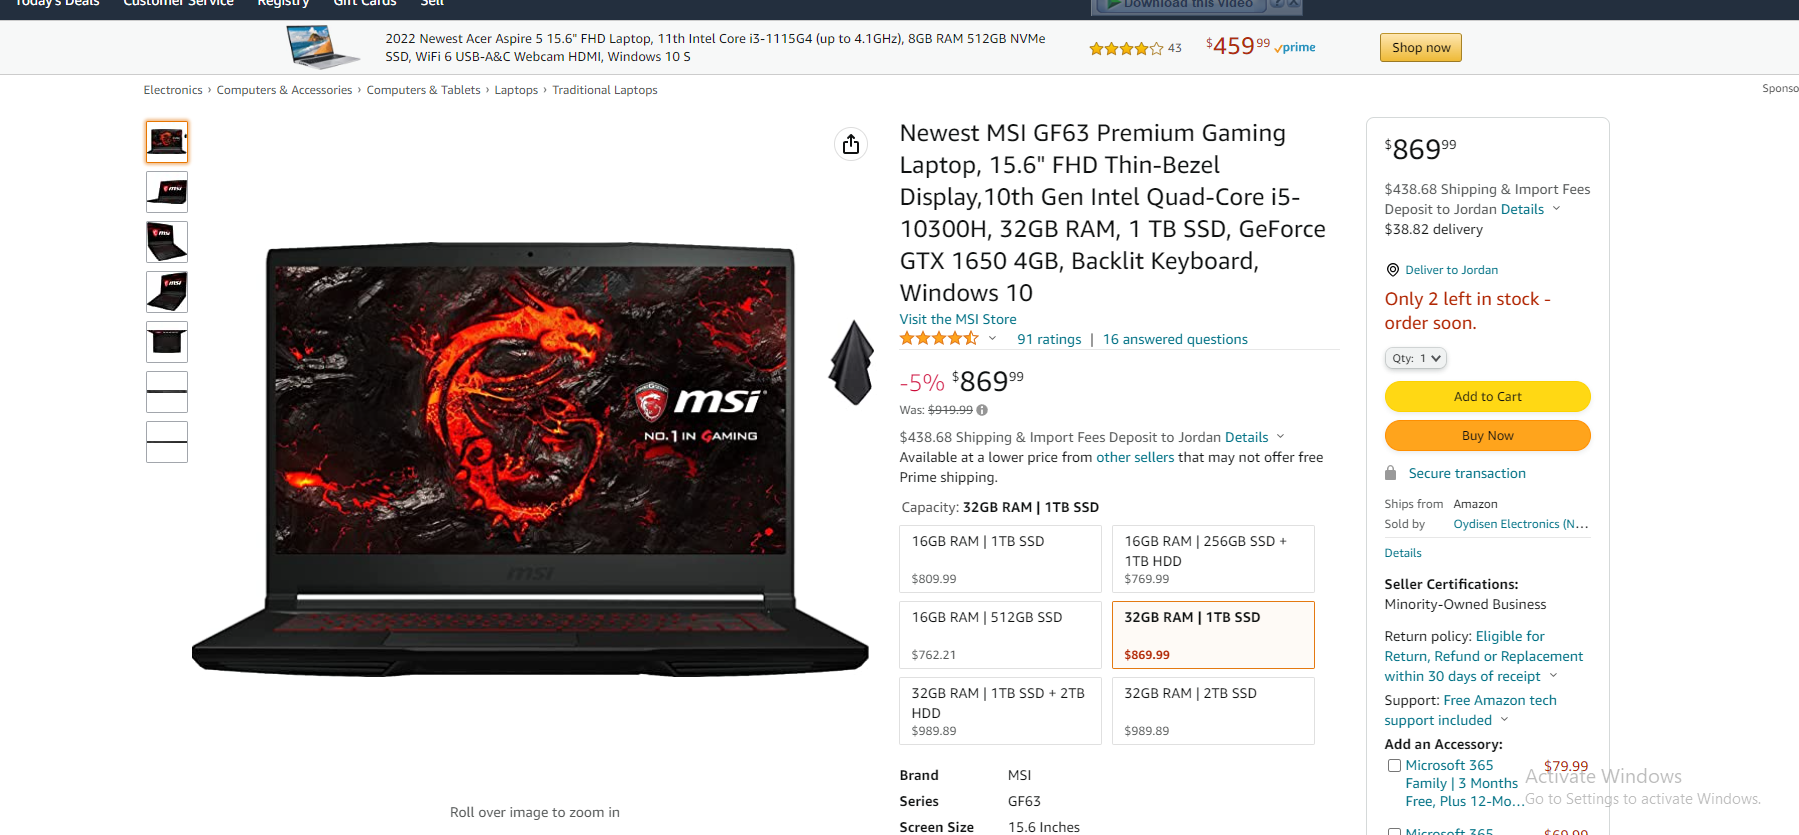 Today's Deals Customer Service Registry Gift Cards Sell
Download this video ?
2022 Newest Acer Aspire 5 15.6" FHD Laptop, 11th Intel Core i3-1115G4 (up to 4.1GHz), 8GB RAM 512GB NVMe
SSD, WiFi 6 USB-A&C Webcam HDMI, Windows 10 S
43
$459.99 prime
Shop now
Electronics › Computers & Accessories › Computers & Tablets › Laptops › Traditional Laptops
Sponso
Newest MSI GF63 Premium Gaming
Laptop, 15.6" FHD Thin-Bezel
Display,10th Gen Intel Quad-Core i5-
10300H, 32GB RAM, 1 TB SSD, GeForce
GTX 1650 4GB, Backlit Keyboard,
Windows 10
Visit the MSI Store
91 ratings | 16 answered questions
-5% $869.99
Was: $919.99
$438.68 Shipping & Import Fees Deposit to Jordan Details
Available at a lower price from other sellers that may not offer free
Prime shipping.
Capacity: 32GB RAM | 1TB SSD
16GB RAM | 1TB SSD
$809.99
16GB RAM | 256GB SSD +
1TB HDD
$769.99
16GB RAM | 512GB SSD
$762.21
32GB RAM | 1TB SSD
$869.99
32GB RAM | 1TB SSD + 2TB
HDD
$989.89
32GB RAM | 2TB SSD
$989.89
Brand MSI
Series GF63
Screen Size 15.6 Inches
msi
NO.1 IN GAMING
msi
Roll over image to zoom in
$869.99
$438.68 Shipping & Import Fees
Deposit to Jordan Details
$38.82 delivery
Deliver to Jordan
Only 2 left in stock -
order soon.
Qty: 1
Add to Cart
Buy Now
Secure transaction
Ships from Amazon
Sold by Oydisen Electronics (N...
Details
Seller Certifications:
Minority-Owned Business
Return policy: Eligible for
Return, Refund or Replacement
within 30 days of receipt
Support: Free Amazon tech
support included
Add an Accessory:
Microsoft 365 $79.99
Family | 3 Months
Free, Plus 12-Mo...
Microsoft 365 $69.99
Activate Windows
Go to Settings to activate Windows.